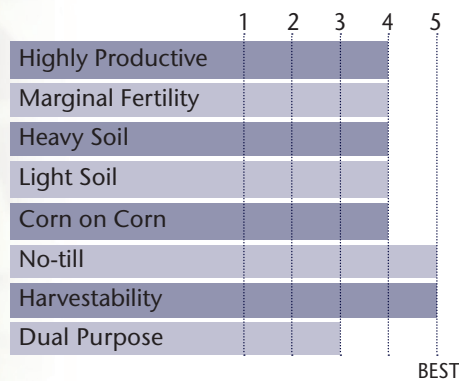 1 2 3 4 5
Highly Productive
Marginal Fertility
Heavy Soil
Light Soil
Corn on Corn
No-till
Harvestability
Dual Purpose
BEST